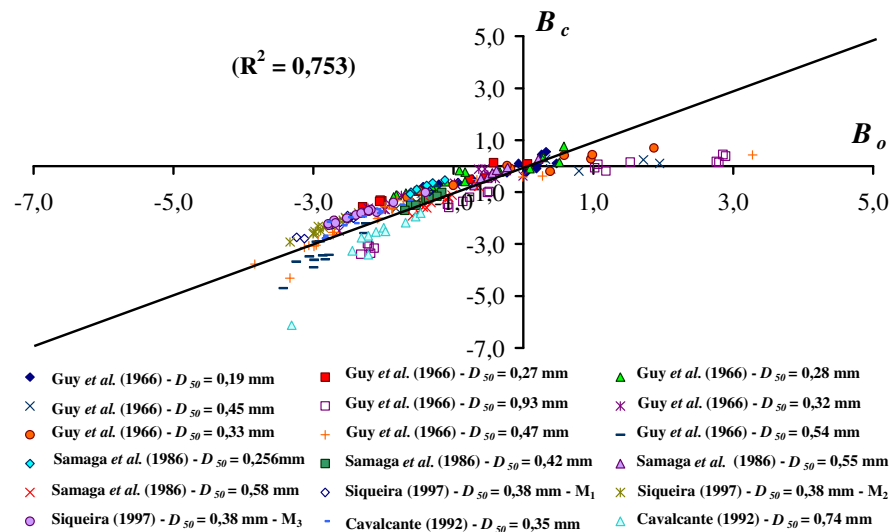 5,0
B c
(R² = 0,753)
3,0
1,0
B o
-7,0 -5,0 -3,0 -1,0 1,0 3,0 5,0
-1,0
-3,0
-5,0
-7,0
Guy et al. (1966) - D 50 = 0,19 mm Guy et al. (1966) - D 50 = 0,27 mm Guy et al. (1966) - D 50 = 0,28 mm
Guy et al. (1966) - D 50 = 0,45 mm Guy et al. (1966) - D 50 = 0,93 mm Guy et al. (1966) - D 50 = 0,32 mm
Guy et al. (1966) - D 50 = 0,33 mm Guy et al. (1966) - D 50 = 0,47 mm Guy et al. (1966) - D 50 = 0,54 mm
Samaga et al. (1986) - D 50 = 0,256mm Samaga et al. (1986) - D 50 = 0,42 mm Samaga et al. (1986) - D 50 = 0,55 mm
Samaga et al. (1986) - D 50 = 0,58 mm Siqueira (1997) - D 50 = 0,38 mm - M1 Siqueira (1997) - D 50 = 0,38 mm - M2
Siqueira (1997) - D 50 = 0,38 mm - M3 Cavalcante (1992) - D 50 = 0,35 mm Cavalcante (1992) - D 50 = 0,74 mm